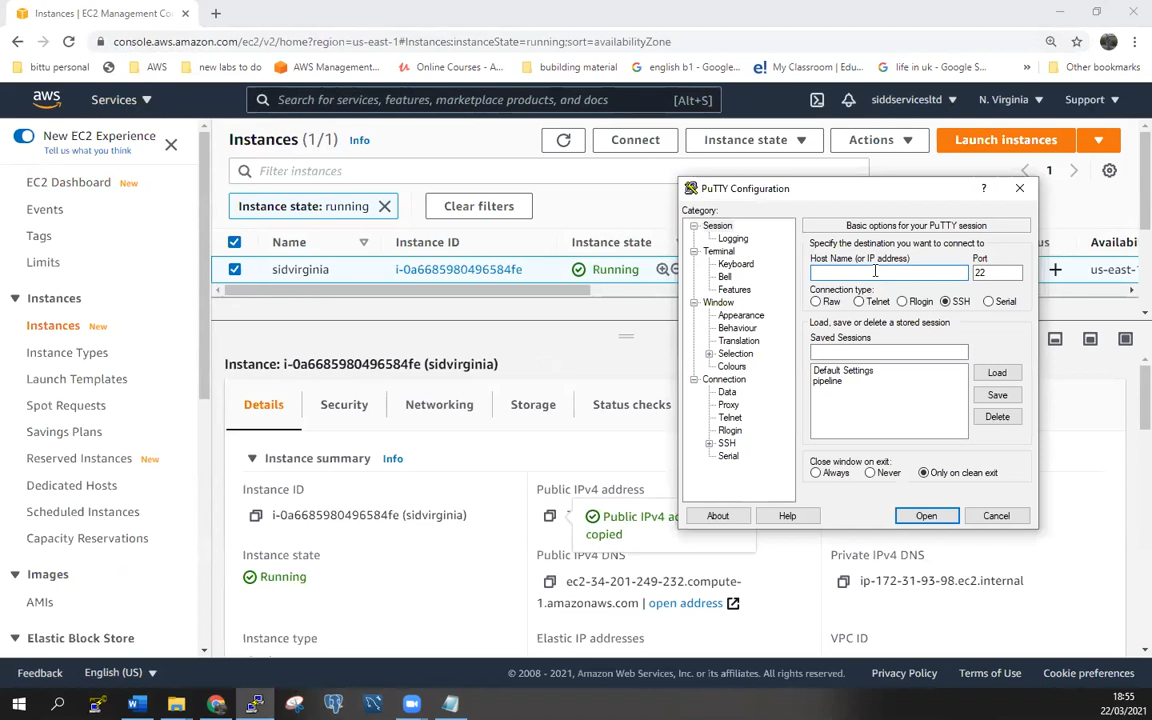 Instances | EC2 Management Co
console.aws.amazon.com/ec2/v2/home?region=us-east-1#Instances:instanceState=running;sort=availabilityZone
bittu personal
AWS
new labs to do
AWS Management...
Online Courses - A...
bubilding material
english b1 - Google...
My Classroom | Edu...
life in uk - Google S...
»
Other bookmarks
aws
Services
Search for services, features, marketplace products, and docs
[Alt+S]
siddservicesltd
N. Virginia
Support
New EC2 Experience
Tell us what you think
EC2 Dashboard New
Events
Tags
Limits
Instances
Instances New
Instance Types
Launch Templates
Spot Requests
Savings Plans
Reserved Instances New
Dedicated Hosts
Scheduled Instances
Capacity Reservations
Images
AMIs
Elastic Block Store
Instances (1/1) Info
Connect
Instance state
Actions
Launch instances
Filter instances
1
Instance state: running
Clear filters
Name
Instance ID
Instance state
us
Availabi
sidvirginia
i-0a6685980496584fe
Running
us-east-
Instance: i-0a6685980496584fe (sidvirginia)
Details
Security
Networking
Storage
Status checks
Instance summary Info
Instance ID
i-0a6685980496584fe (sidvirginia)
Instance state
Running
Instance type
Public IPv4 address
Public IPv4 ad
copied
Public IPv4 DNS
ec2-34-201-249-232.compute-
1.amazonaws.com | open address
Elastic IP addresses
Private IPv4 DNS
ip-172-31-93-98.ec2.internal
VPC ID
PuTTY Configuration
?
Category:
Session
Logging
Terminal
Keyboard
Bell
Features
Window
Appearance
Behaviour
Translation
Selection
Colours
Connection
Data
Proxy
Telnet
Rlogin
SSH
Serial
Basic options for your PuTTY session
Specify the destination you want to connect to
Host Name (or IP address)
Port
22
Connection type:
Raw
Telnet
Rlogin
SSH
Serial
Load, save or delete a stored session
Saved Sessions
Default Settings
pipeline
Load
Save
Delete
Close window on exit:
Always
Never
Only on clean exit
About
Help
Open
Cancel
Feedback
English (US)
© 2008 - 2021, Amazon Web Services, Inc. or its affiliates. All rights reserved.
Privacy Policy
Terms of Use
Cookie preferences
18:55
22/03/2021